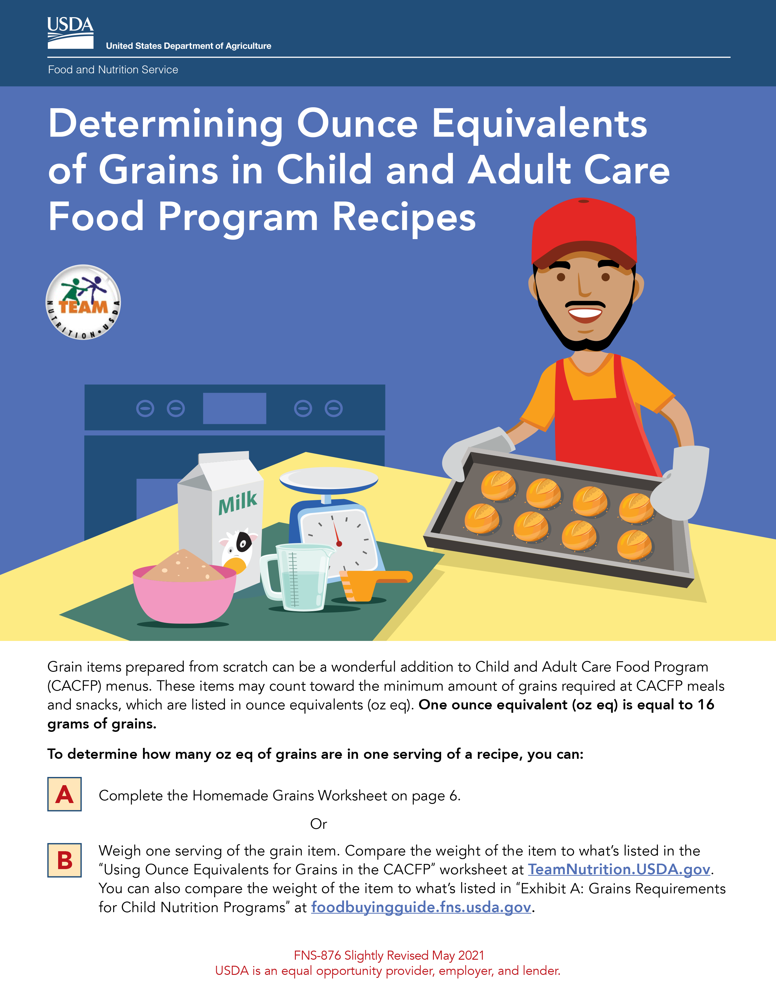 USDA
United States Department of Agriculture
Food and Nutrition Service
Determining Ounce Equivalents
of Grains in Child and Adult Care
Food Program Recipes
TEAM
NUTRITION • USDA
Milk
Grain items prepared from scratch can be a wonderful addition to Child and Adult Care Food Program
(CACFP) menus. These items may count toward the minimum amount of grains required at CACFP meals
and snacks, which are listed in ounce equivalents (oz eq). One ounce equivalent (oz eq) is equal to 16
grams of grains.
To determine how many oz eq of grains are in one serving of a recipe, you can:
A
Complete the Homemade Grains Worksheet on page 6.
Or
B
Weigh one serving of the grain item. Compare the weight of the item to what’s listed in the
“Using Ounce Equivalents for Grains in the CACFP” worksheet at TeamNutrition.USDA.gov.
You can also compare the weight of the item to what’s listed in “Exhibit A: Grains Requirements
for Child Nutrition Programs” at foodbuyingguide.fns.usda.gov.
FNS-876 Slightly Revised May 2021
USDA is an equal opportunity provider, employer, and lender.